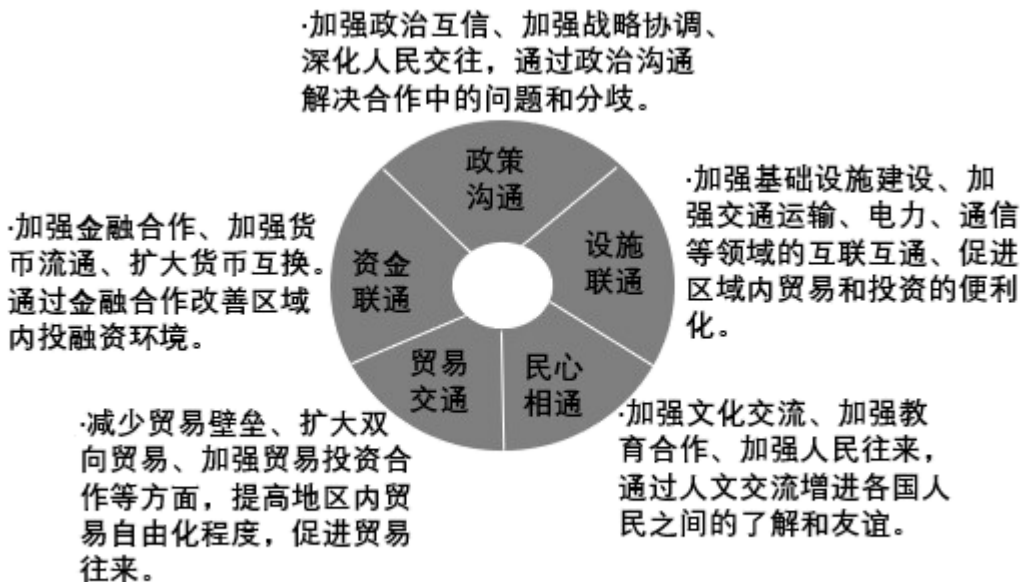 ·加强政治互信、加强战略协调、
深化人民交往，通过政治沟通
解决合作中的问题和分歧。
政策
沟通
·加强基础设施建设、加
强交通运输、电力、通信
等领域的互联互通、促进
区域内贸易和投资的便利
化。
设施
联通
·加强金融合作、加强货
币流通、扩大货币互换。
通过金融合作改善区域
内投融资环境。
资金
联通
贸易
交通
民心
相通
·减少贸易壁垒、扩大双
向贸易、加强贸易投资合
作等方面，提高地区内贸
易自由化程度，促进贸易
往来。
·加强文化交流、加强教
育合作、加强人民往来，
通过人文交流增进各国人
民之间的了解和友谊。